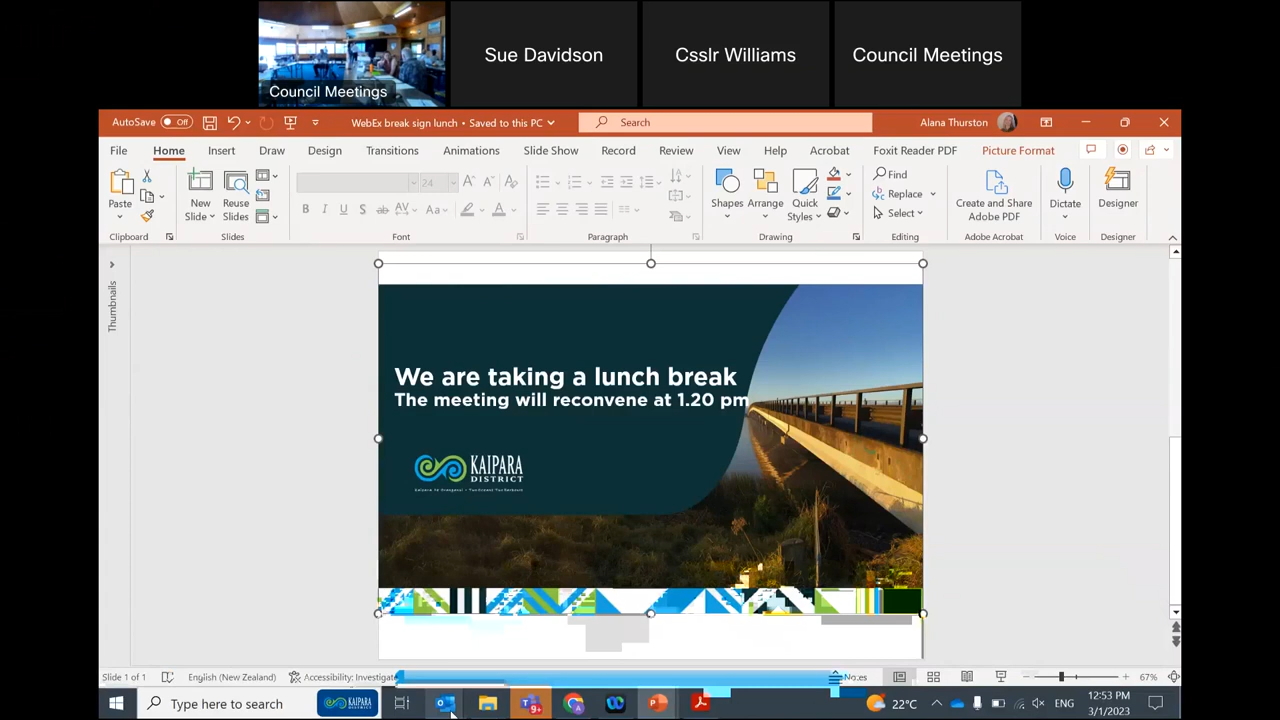 Sue Davidson
Csslr Williams
Council Meetings
Council Meetings
AutoSave Off
WebEx break sign lunch • Saved to this PC
Search
Alana Thurston
File Home Insert Draw Design Transitions Animations Slide Show Record Review View Help Acrobat Foxit Reader PDF Picture Format
Paste
New Slide
Reuse Slides
24
Shapes
Arrange
Quick Styles
Find
Replace
Select
Create and Share Adobe PDF
Dictate
Designer
Clipboard
Slides
Font
Paragraph
Drawing
Editing
Adobe Acrobat
Voice
Designer
Thumbnails
We are taking a lunch break
The meeting will reconvene at 1.20 pm
KAIPARA
DISTRICT
Slide 1 of 1
English (New Zealand)
Accessibility: Investigate
67%
Type here to search
KAIPARA
9+
22°C
ENG
12:53 PM
3/1/2023